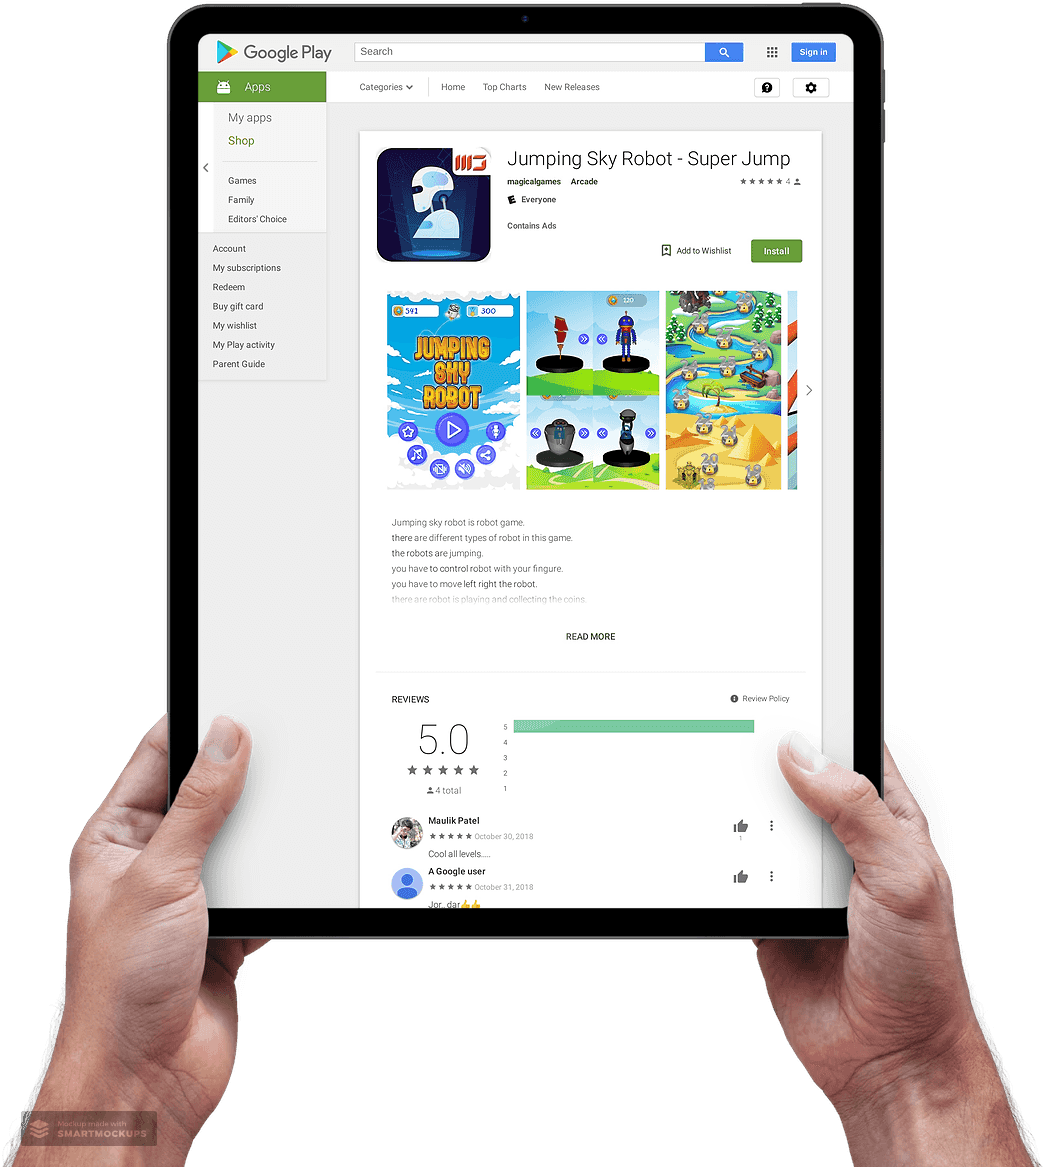 Google Play
Search
Sign in
Apps
Categories
Home
Top Charts
New Releases
My apps
Shop
Games
Family
Editors' Choice
Account
My subscriptions
Redeem
Buy gift card
My wishlist
My Play activity
Parent Guide
Jumping Sky Robot - Super Jump
magicalgames Arcade
4
E Everyone
Contains Ads
Add to Wishlist
Install
MG
541
300
JUMPING
SKY
ROBOT
120
25
24
21
20
19
18
Jumping sky robot is robot game.
there are different types of robot in this game.
the robots are jumping.
you have to control robot with your fingure.
you have to move left right the robot.
there are robot is playing and collecting the coins.
READ MORE
REVIEWS
Review Policy
5.0
4 total
5
4
3
2
1
Maulik Patel
October 30, 2018
Cool all levels.....
1
A Google user
October 31, 2018
Jor.. dar👍👍
Mockup made with
SMARTMOCKUPS